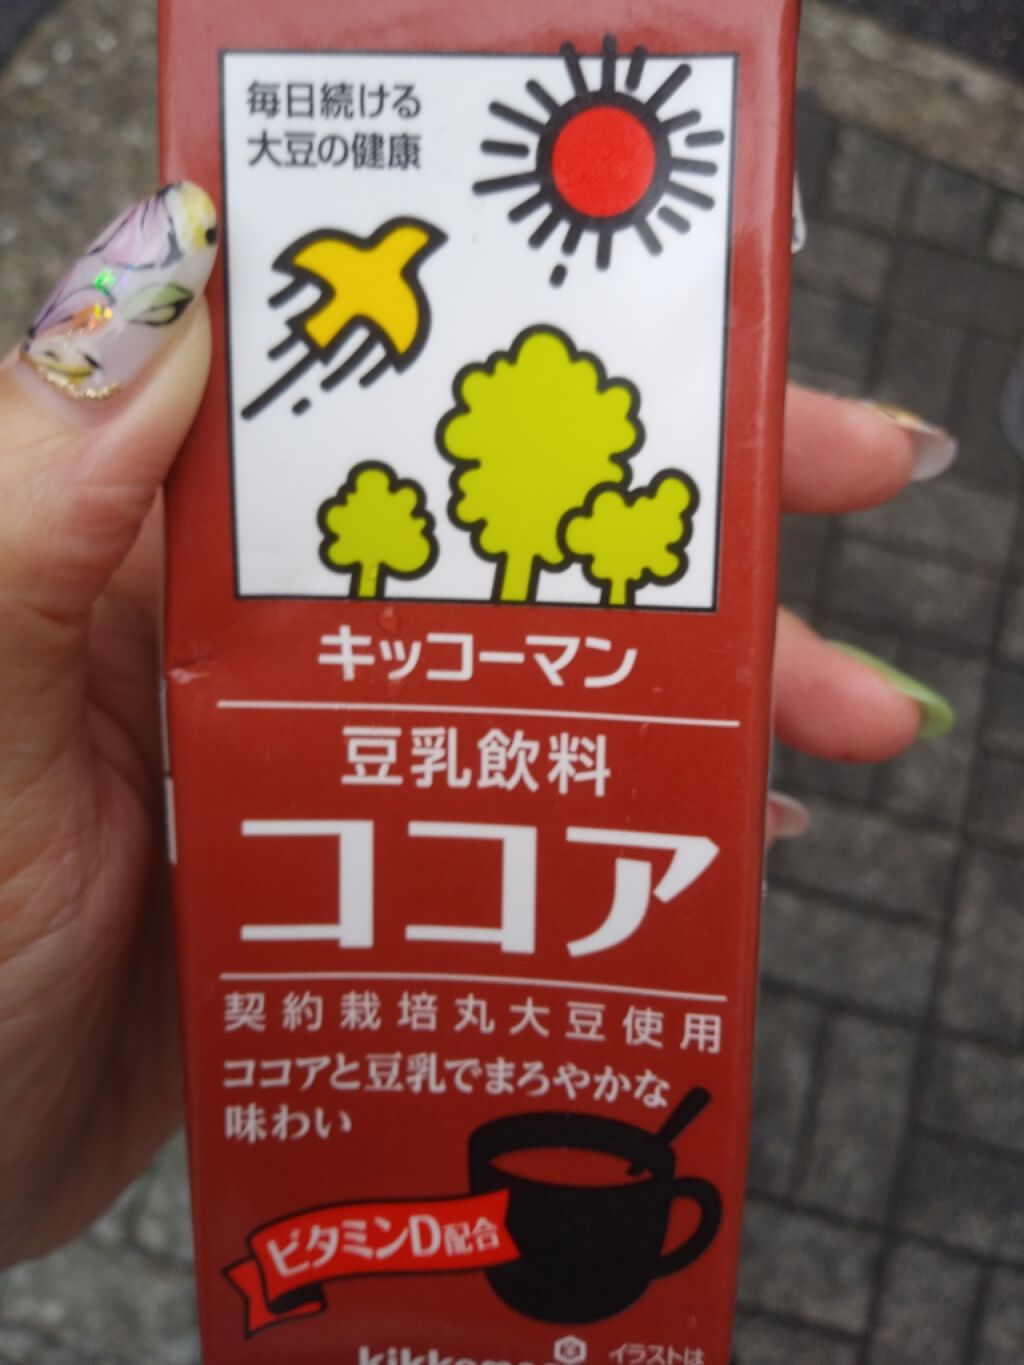 毎日続ける
大豆の健康
キッコーマン
豆乳飲料
ココア
契約栽培丸大豆使用
ココアと豆乳でまろやかな
味わい
ビタミンD配合
kikkoman
イラストは